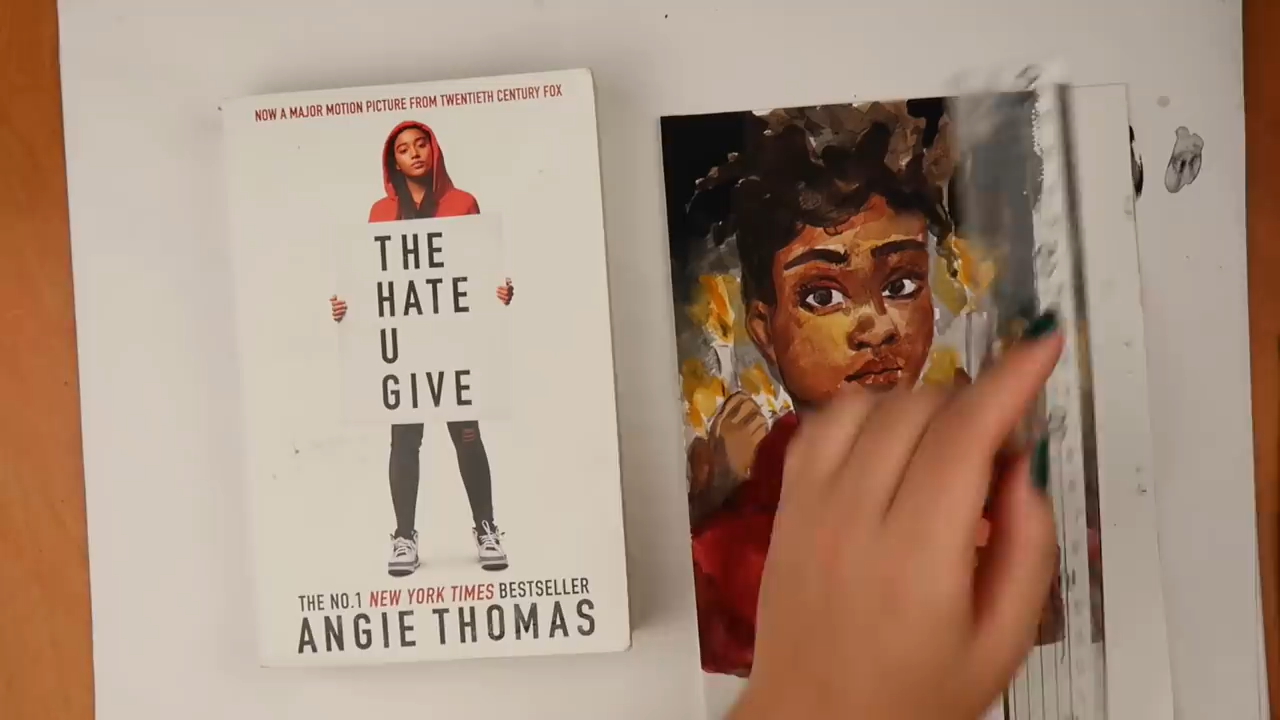 NOW A MAJOR MOTION PICTURE FROM TWENTIETH CENTURY FOX
THE
HATE
U
GIVE
THE NO.1 NEW YORK TIMES BESTSELLER
ANGIE THOMAS